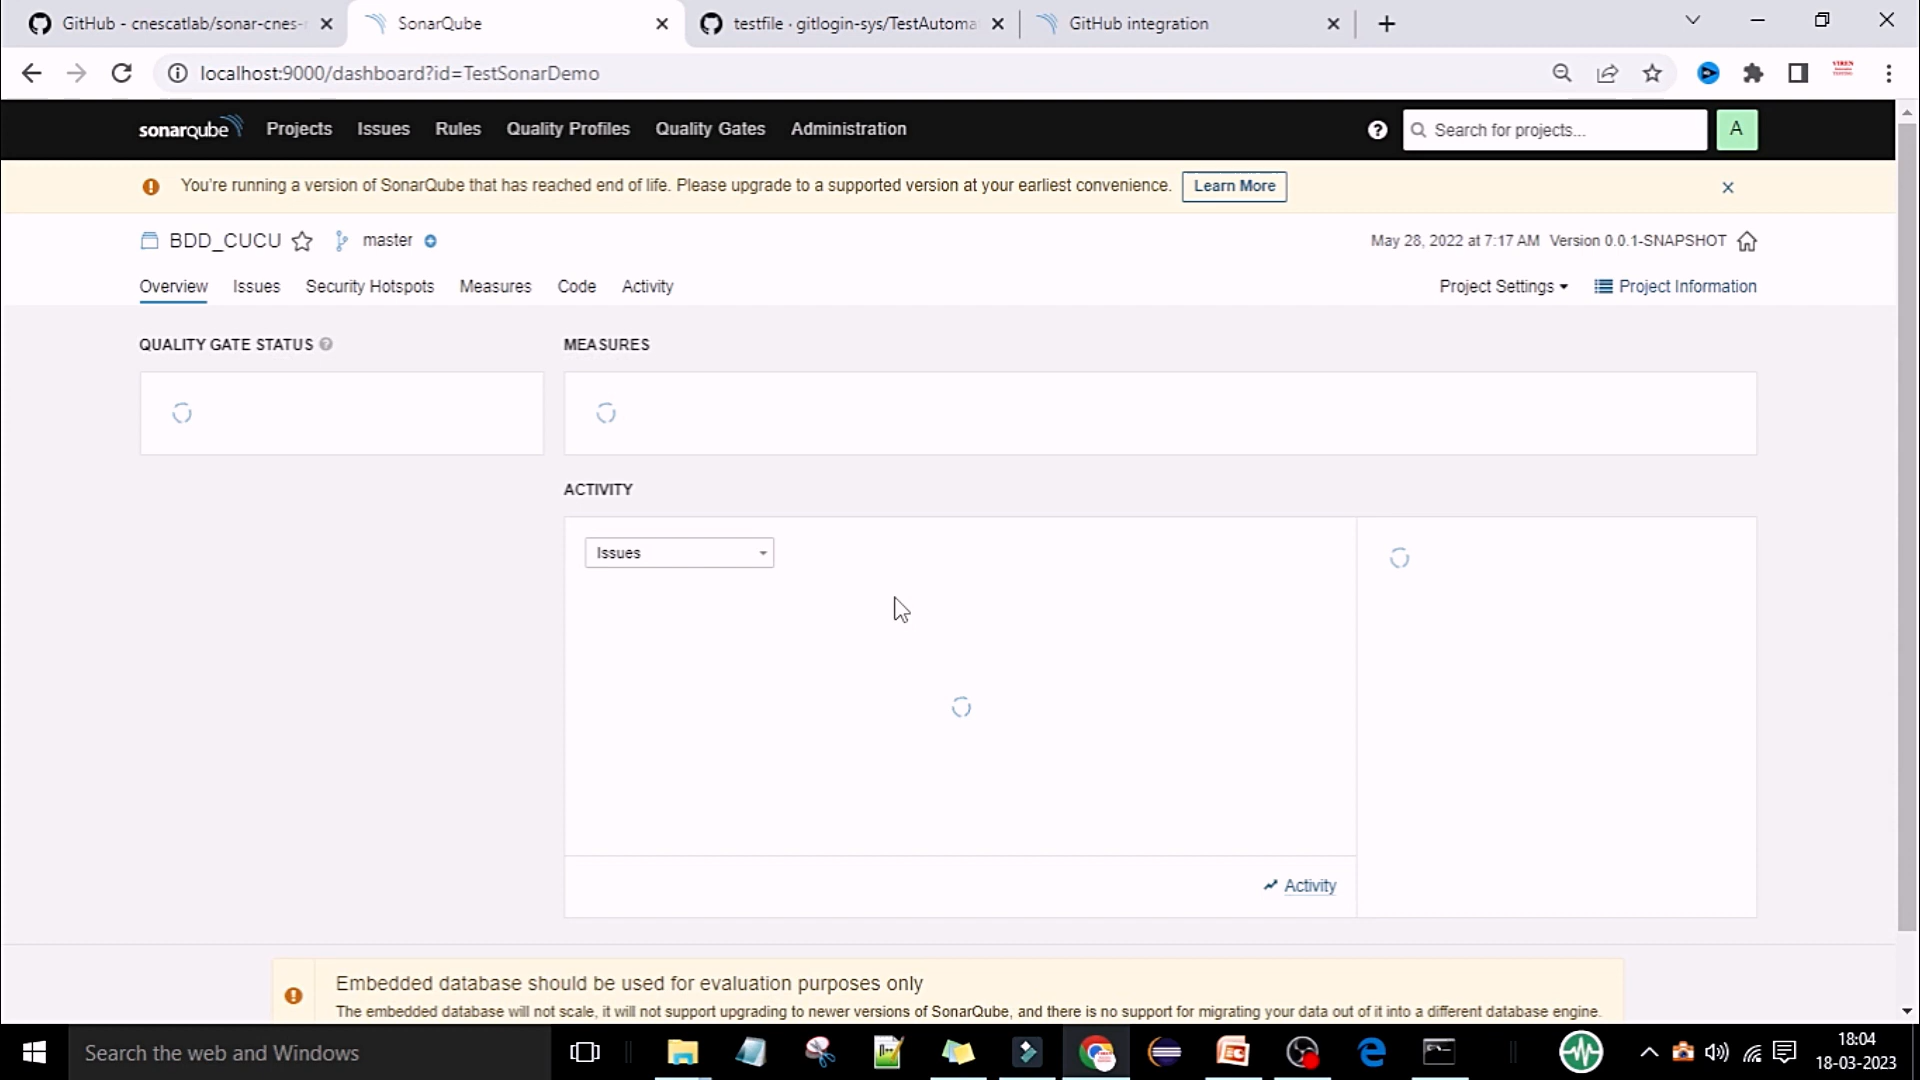 GitHub - cnescatlab/sonar-cnes-
SonarQube
testfile · gitlogin-sys/TestAutoma
GitHub integration
localhost:9000/dashboard?id=TestSonarDemo
VIREN
sonarqube
Projects
Issues
Rules
Quality Profiles
Quality Gates
Administration
Search for projects...
A
You're running a version of SonarQube that has reached end of life. Please upgrade to a supported version at your earliest convenience.
Learn More
BDD_CUCU
master
May 28, 2022 at 7:17 AM
Version 0.0.1-SNAPSHOT
Overview
Issues
Security Hotspots
Measures
Code
Activity
Project Settings
Project Information
QUALITY GATE STATUS
MEASURES
ACTIVITY
Issues
Activity
Embedded database should be used for evaluation purposes only
The embedded database will not scale, it will not support upgrading to newer versions of SonarQube, and there is no support for migrating your data out of it into a different database engine.
Search the web and Windows
18:04
18-03-2023